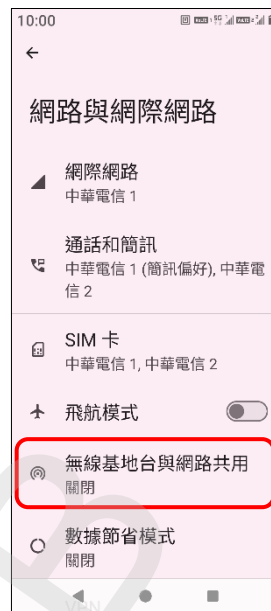 10:00
網路與網際網路
網際網路
中華電信 1
通話和簡訊
中華電信 1 (簡訊偏好), 中華電
信 2
SIM 卡
中華電信 1, 中華電信 2
飛航模式
無線基地台與網路共用
關閉
數據節省模式
關閉
VPN